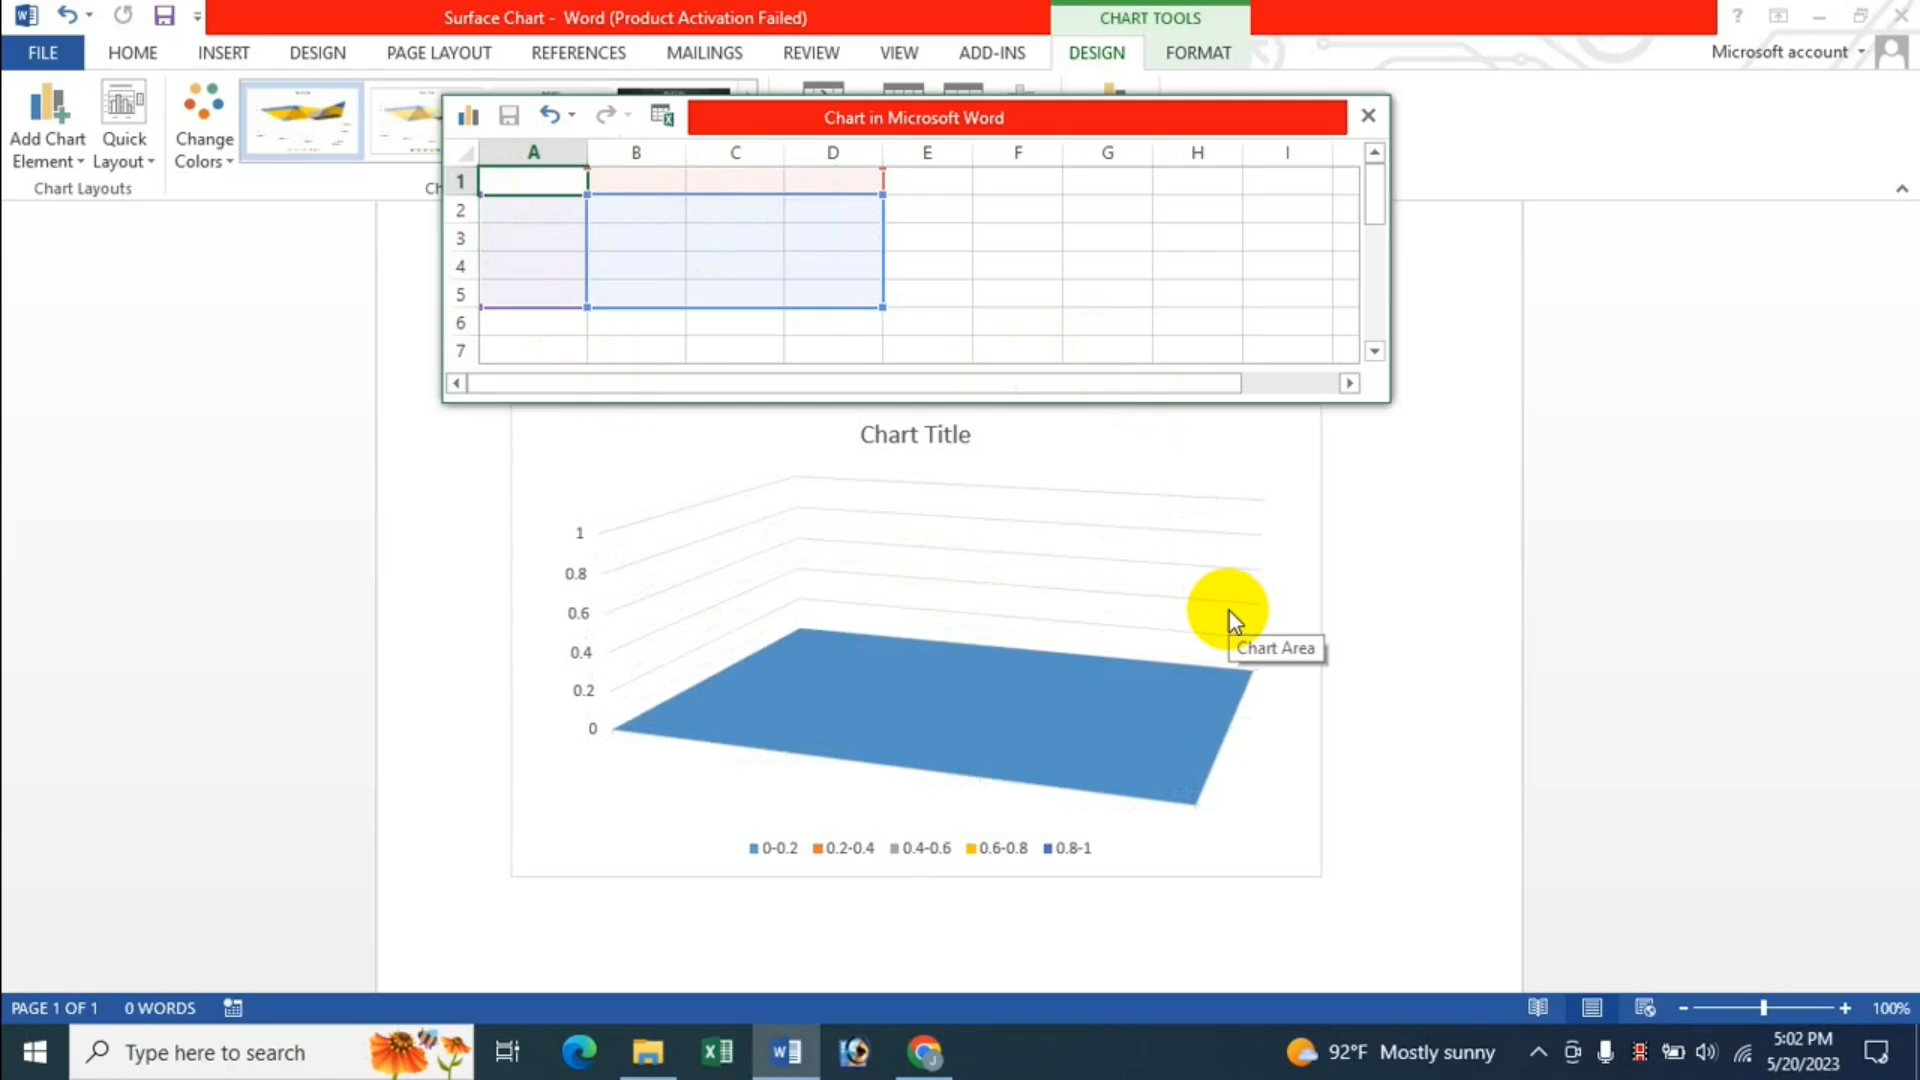 Surface Chart - Word (Product Activation Failed)
CHART TOOLS
?
FILE
HOME
INSERT
DESIGN
PAGE LAYOUT
REFERENCES
MAILINGS
REVIEW
VIEW
ADD-INS
DESIGN
FORMAT
Microsoft account
Add Chart
Element
Quick
Layout
Change
Colors
Chart Layouts
Chart in Microsoft Word
A B C D E F G H I
1
2
3
4
5
6
7
Chart Title
1
0.8
0.6
0.4
0.2
0
Chart Area
0-0.2 0.2-0.4 0.4-0.6 0.6-0.8 0.8-1
PAGE 1 OF 1
0 WORDS
100%
Type here to search
92°F Mostly sunny
5:02 PM
5/20/2023